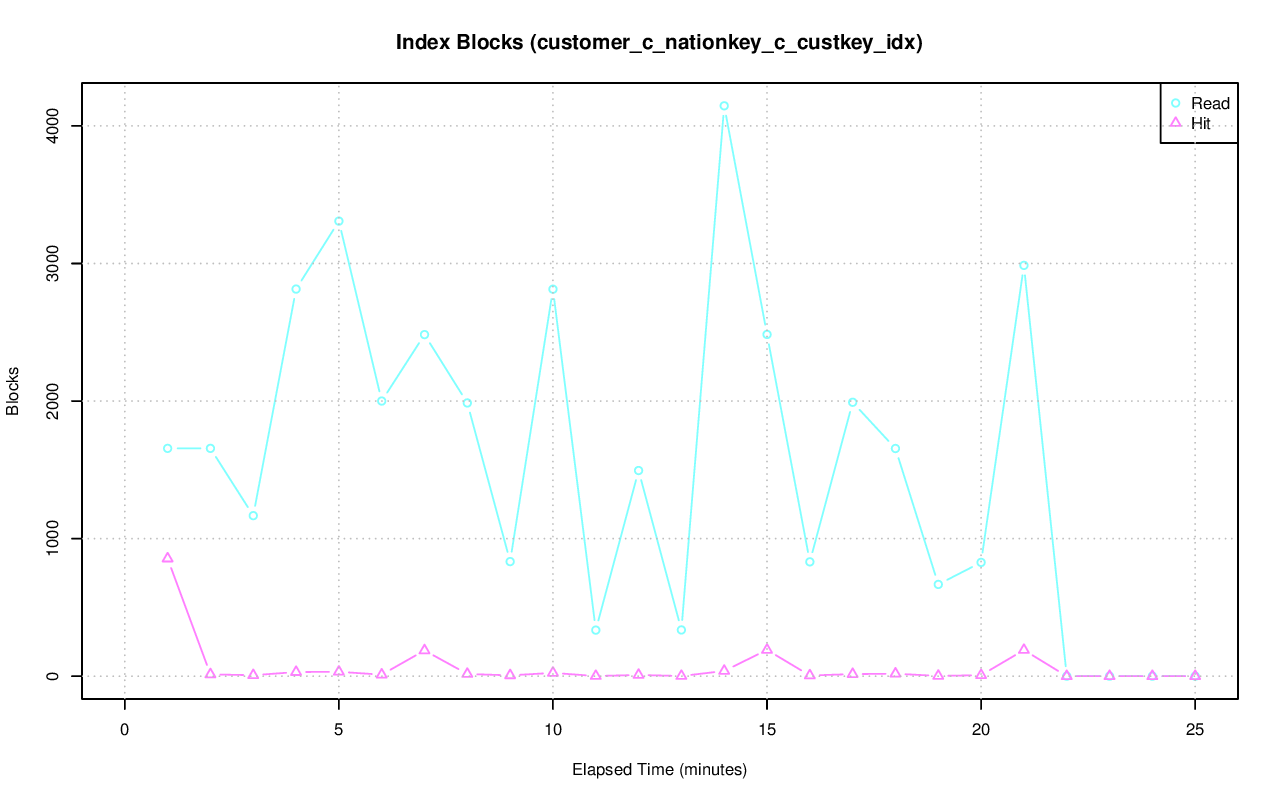 Index Blocks (customer_c_nationkey_c_custkey_idx)
Read
Hit
4000
3000
2000
1000
0
Blocks
0 5 10 15 20 25
Elapsed Time (minutes)